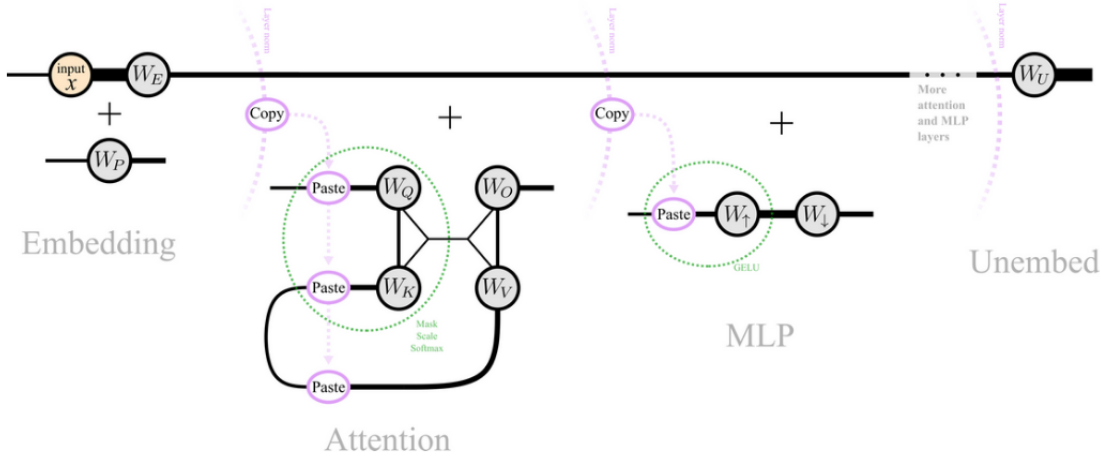 Layer norm
Layer norm
Layer norm
input
x
W_E
W_U
More
attention
and MLP
layers
+
Copy
+
Copy
+
W_P
Paste
W_Q
W_O
Paste
W_↑
W_↓
Embedding
GELU
Unembed
Paste
W_K
W_V
Mask
Scale
Softmax
MLP
Paste
Attention